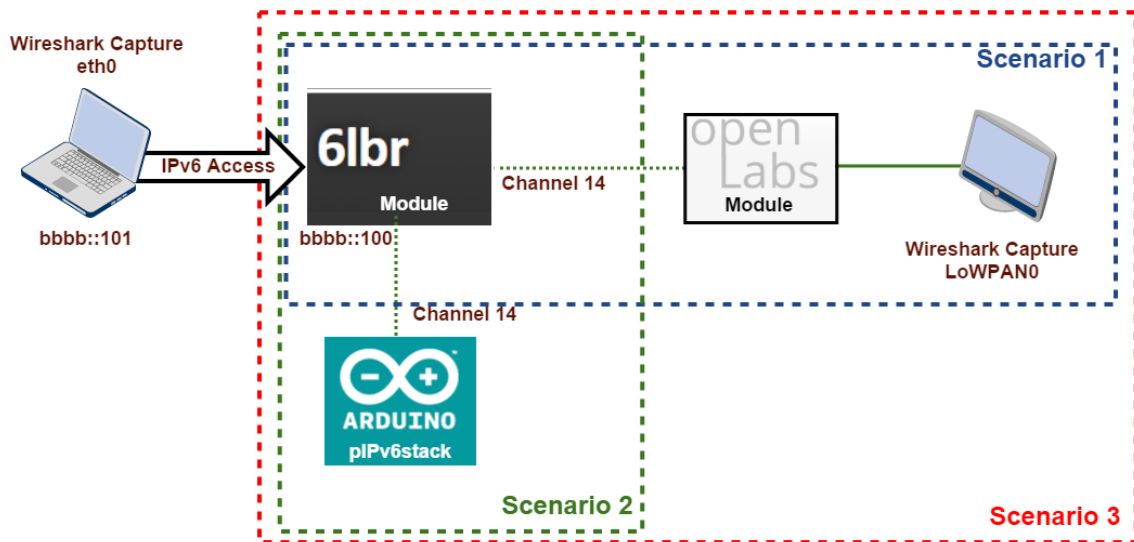 Wireshark Capture
eth0
IPv6 Access
bbbb::101
6lbr
Module
bbbb::100
Channel 14
Channel 14
ARDUINO
TM
pIPv6stack
Scenario 2
Scenario 1
open
Labs
Module
Wireshark Capture
LoWPAN0
Scenario 3